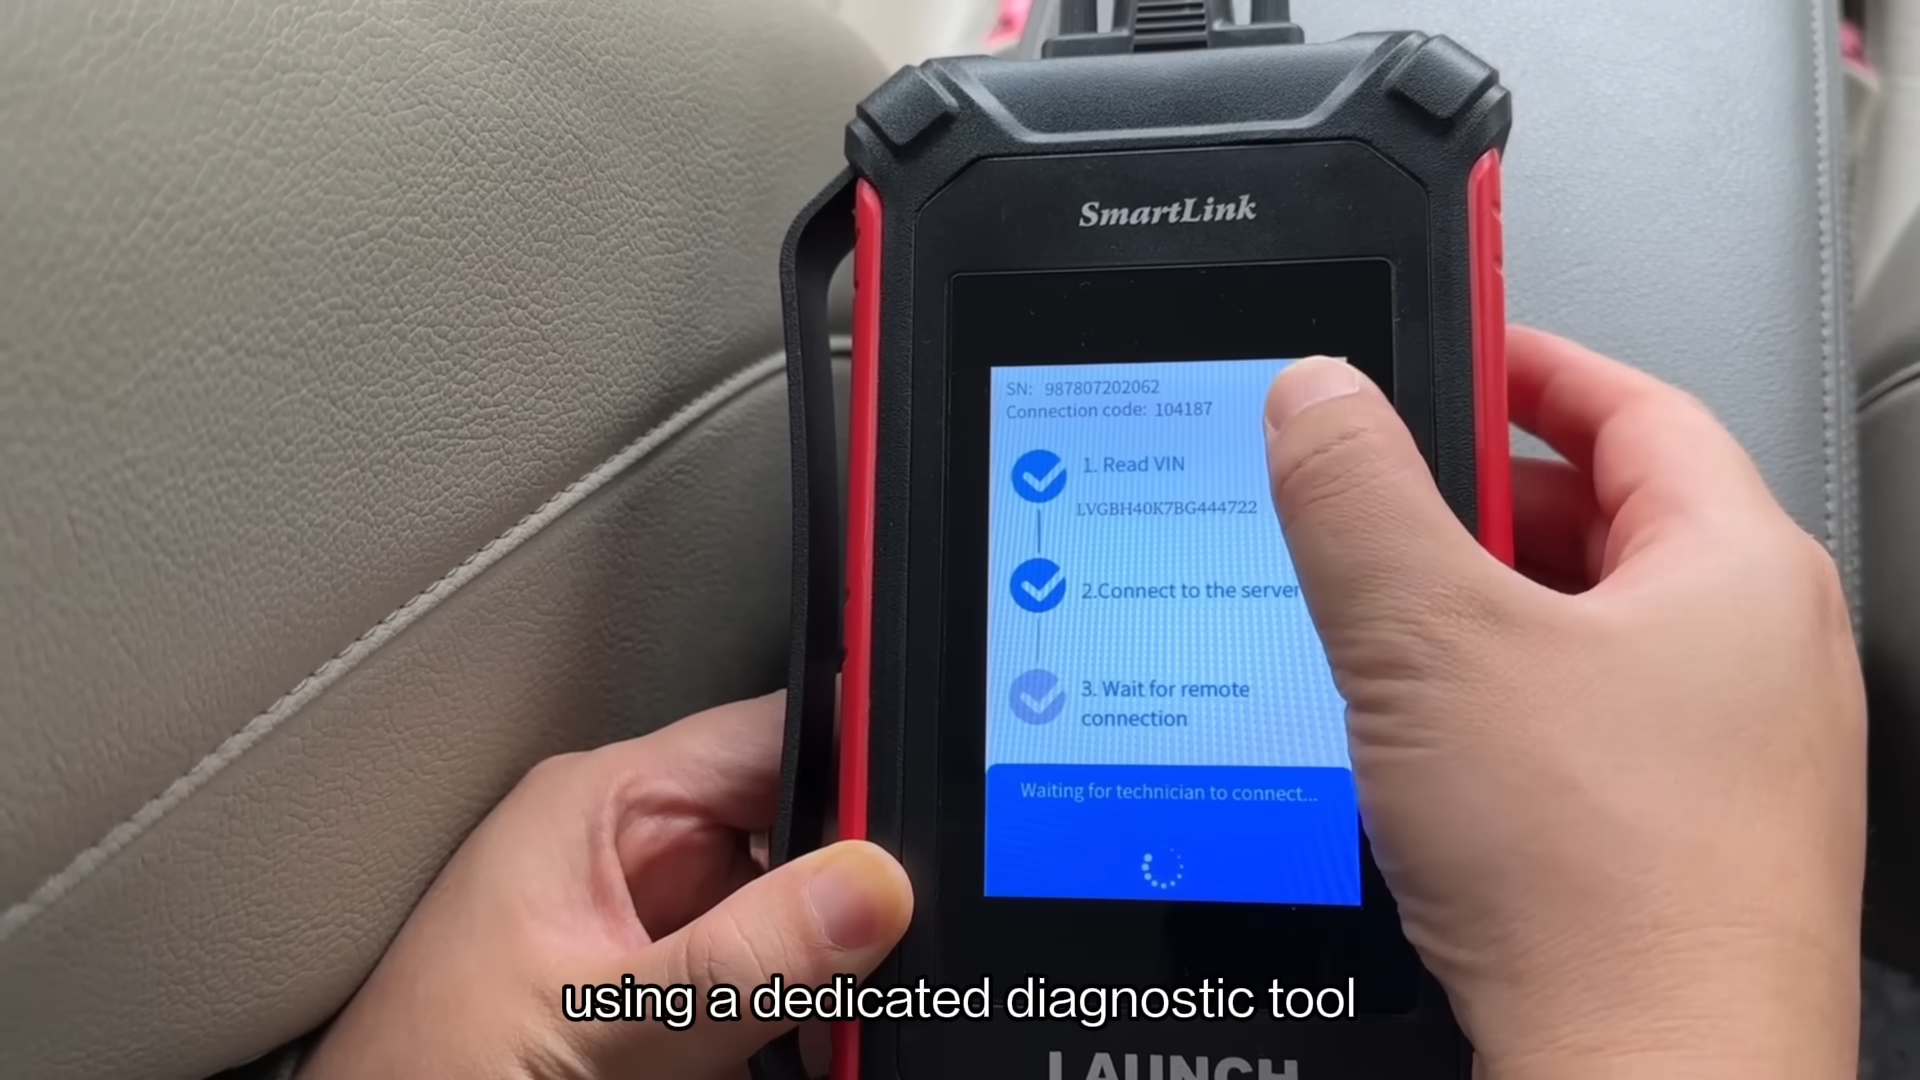 SmartLink
SN: 987807202062
Connection code: 104187
1. Read VIN
LVGBH40K7BG444722
2.Connect to the server
3. Wait for remote
connection
Waiting for technician to connect...
using a dedicated diagnostic tool
LAUNCH